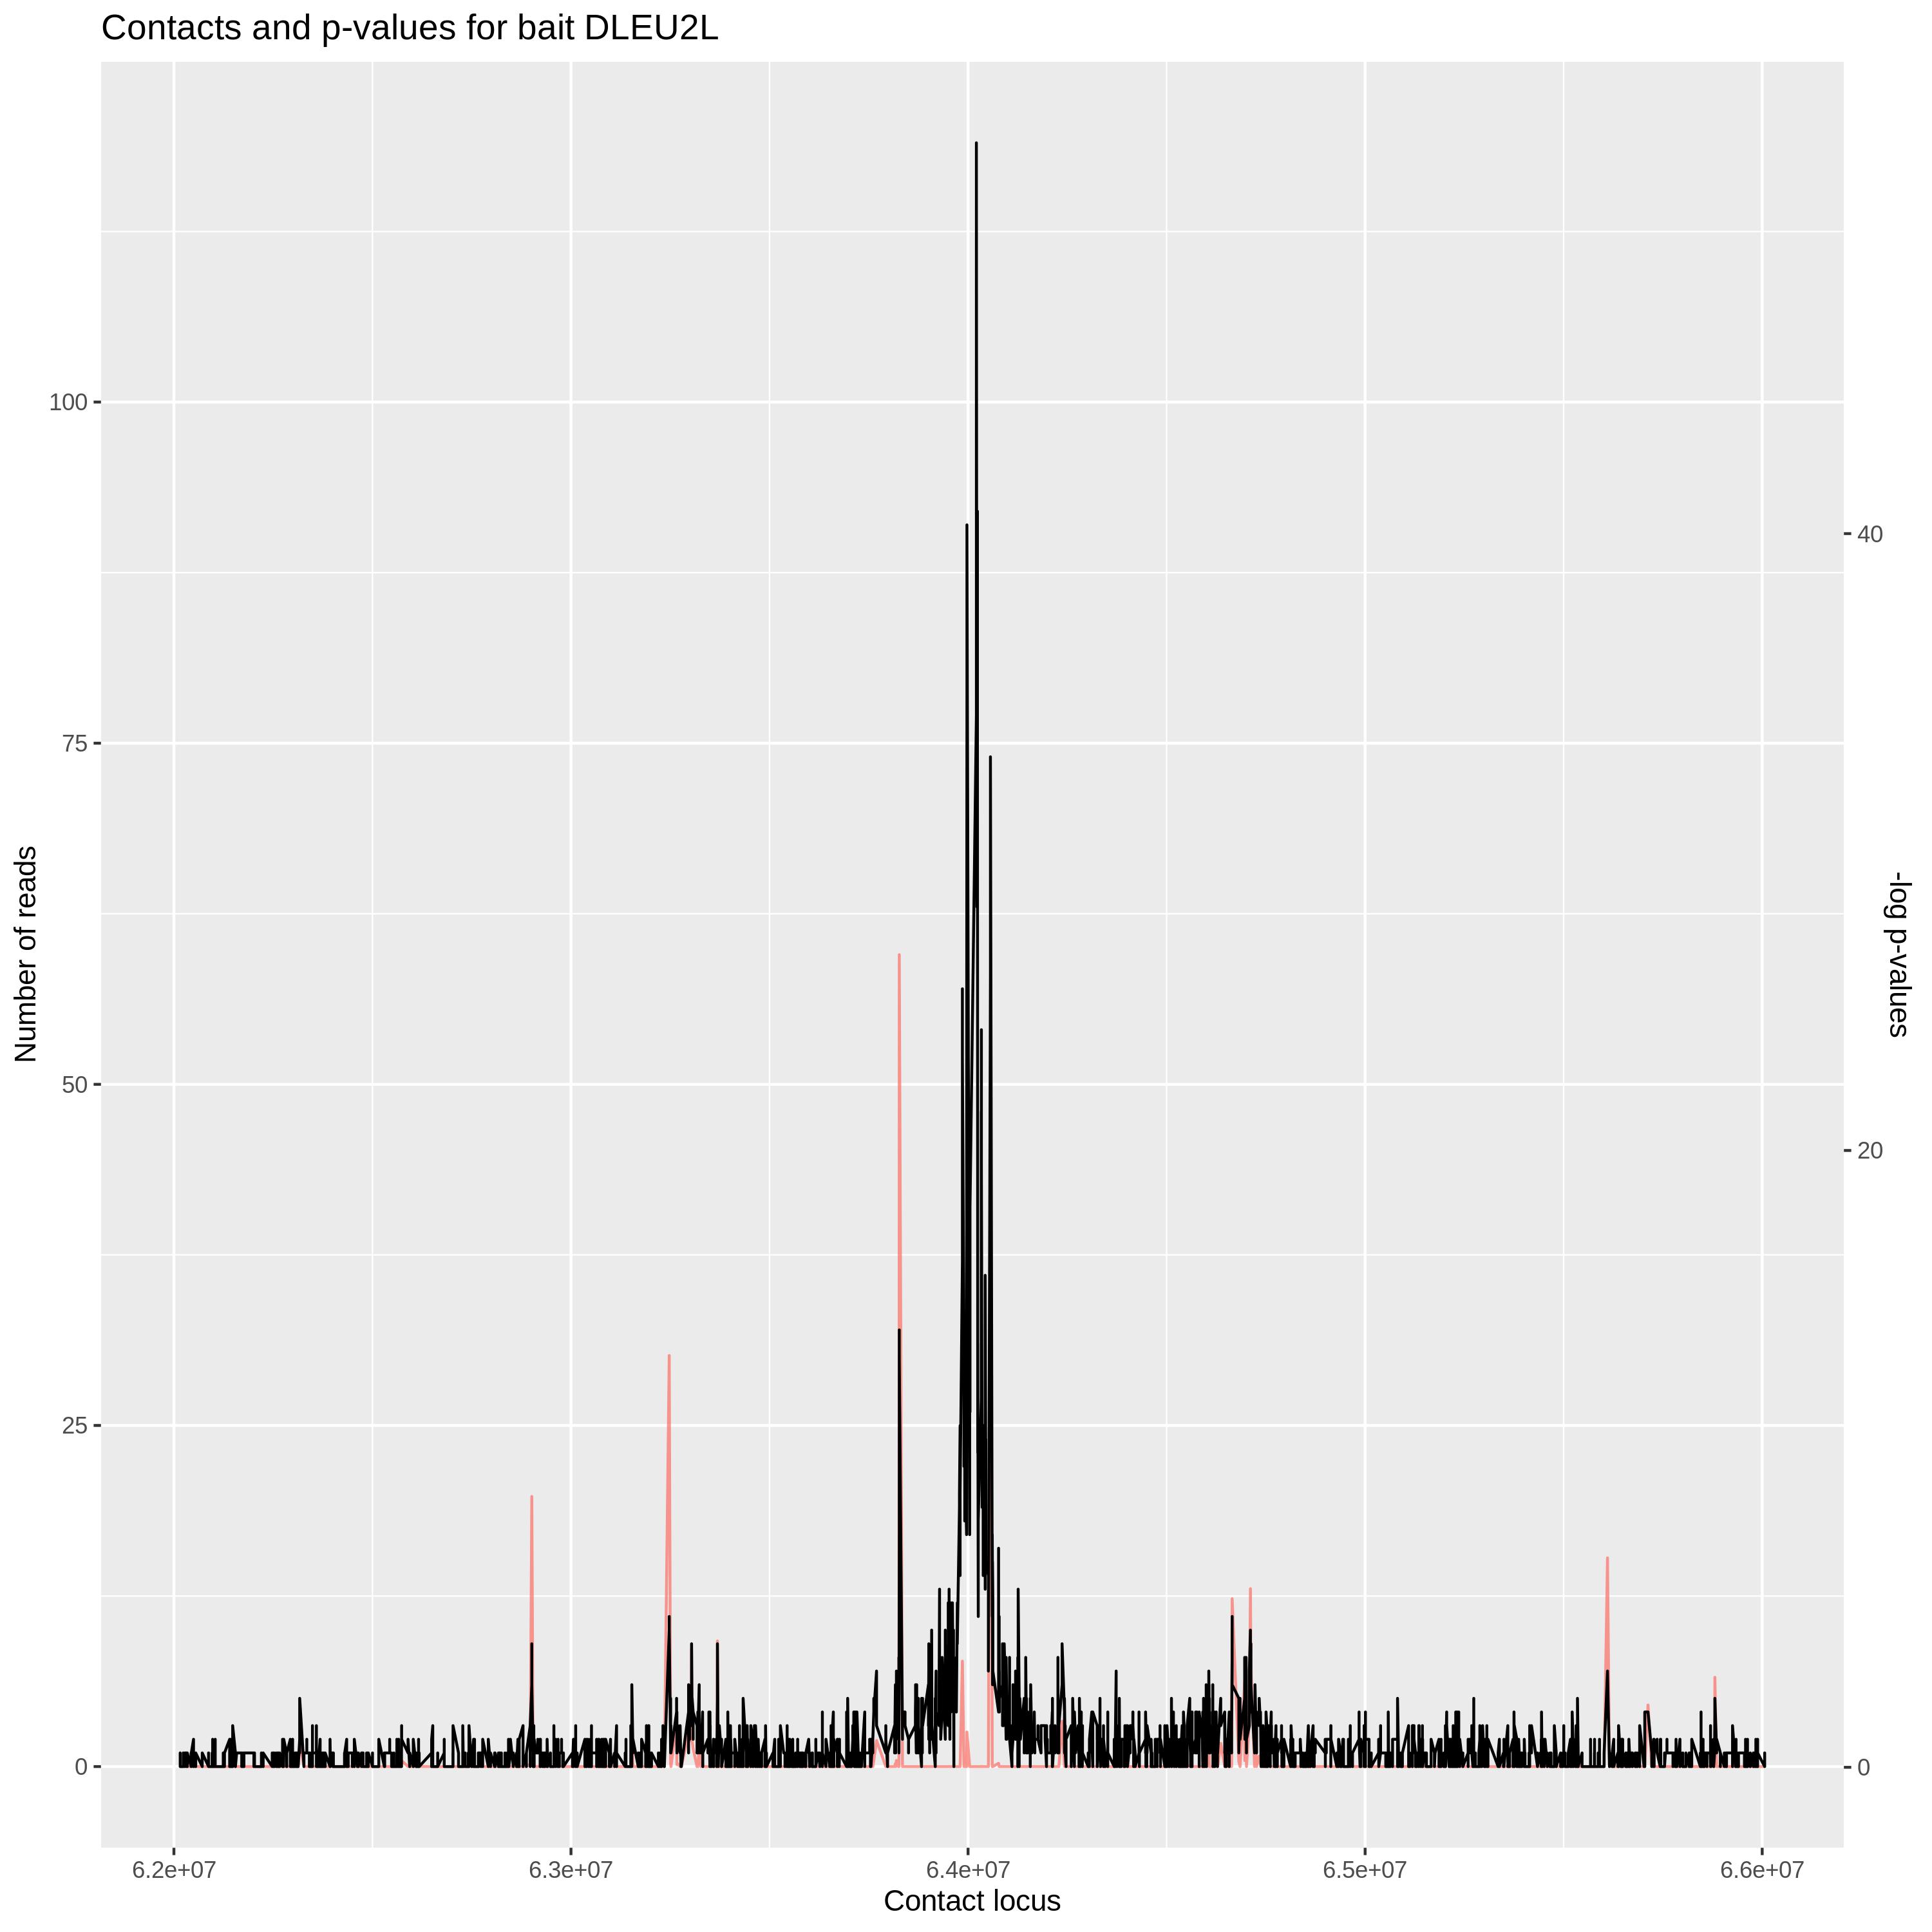 Contacts and p-values for bait DLEU2L
Number of reads
100
75
50
25
0
40
20
0
-log p-values
6.2e+07
6.3e+07
6.4e+07
6.5e+07
6.6e+07
Contact locus